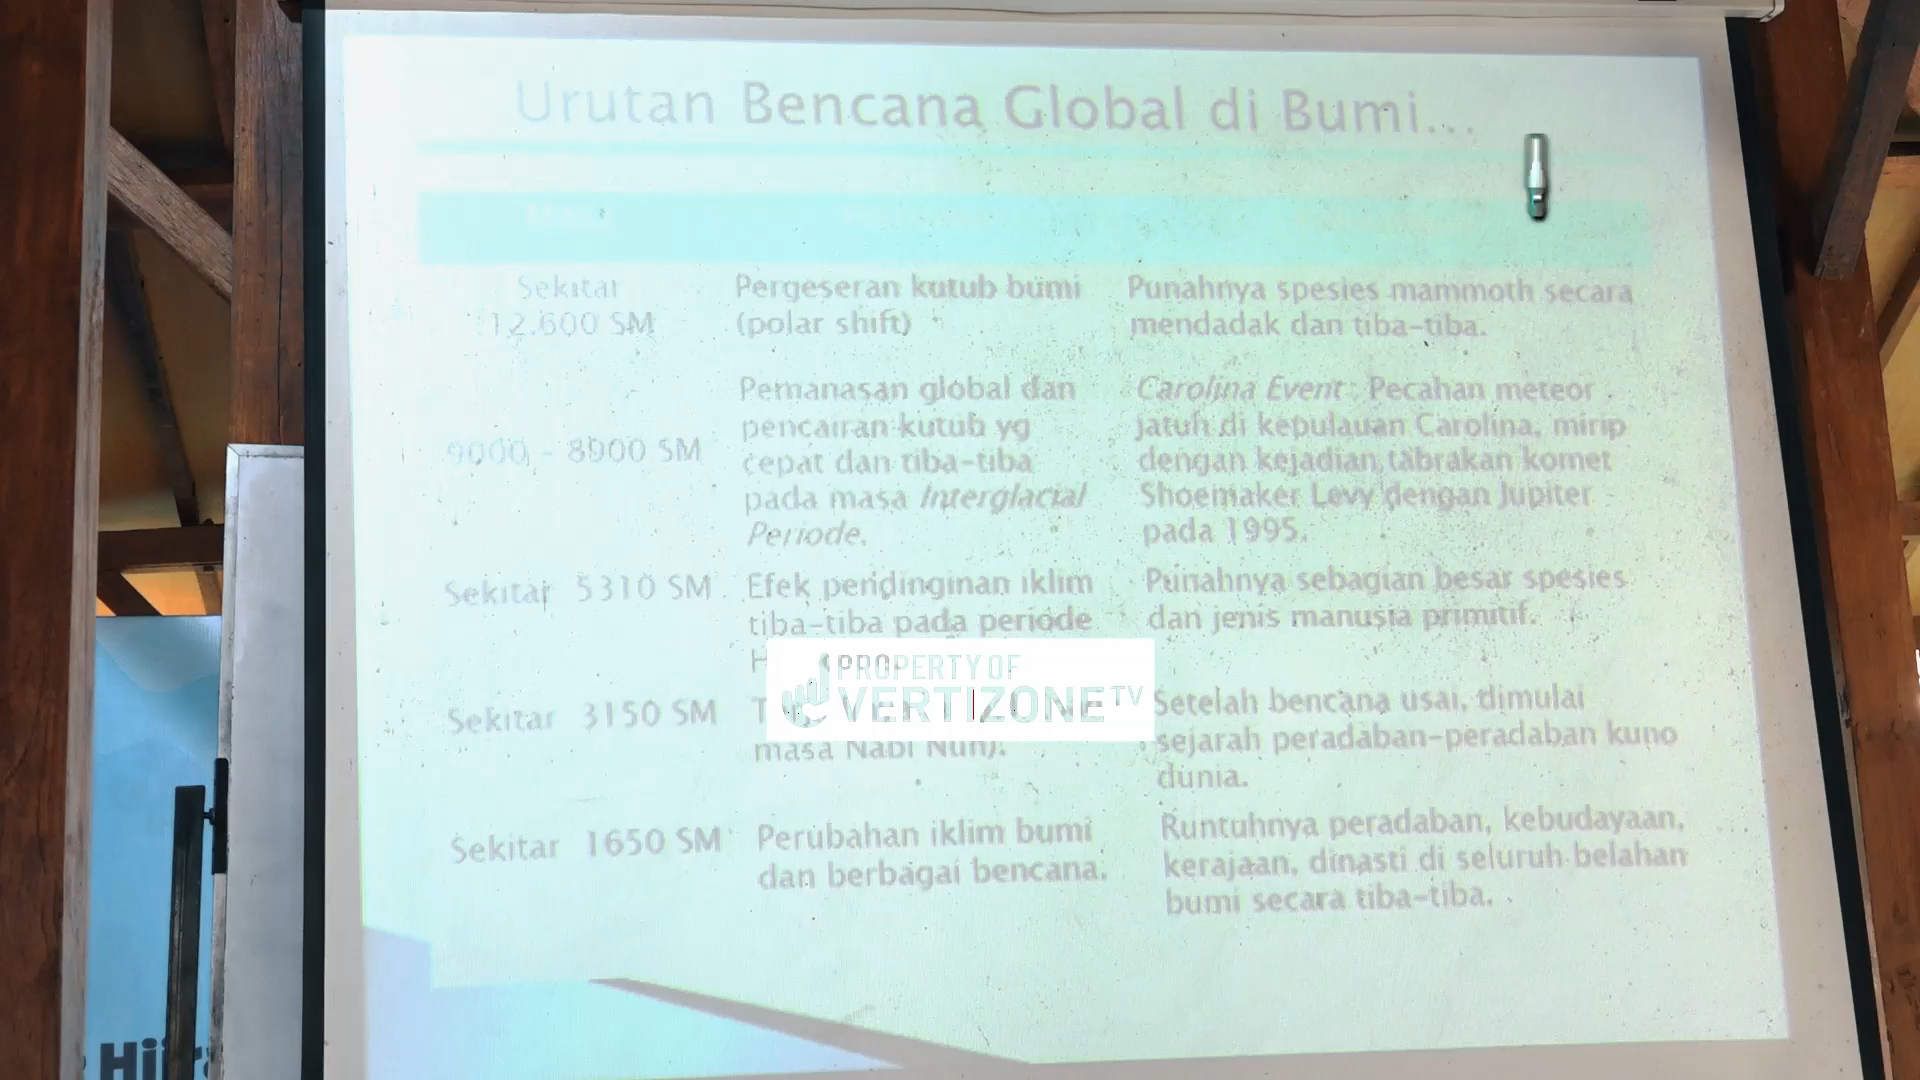 Urutan Bencana Global di Bumi...
Sekitar
12.600 SM
Pergeseran kutub bumi
(polar shift)
Punahnya spesies mammoth secara
mendadak dan tiba-tiba.
9000 - 8900 SM
Pemanasan global dan
pencairan kutub yg
cepat dan tiba-tiba
pada masa Interglacial
Periode.
Carolina Event : Pecahan meteor
jatuh di kepulauan Carolina, mirip
dengan kejadian tabrakan komet
Shoemaker Levy dengan Jupiter
pada 1995.
Sekitar 5310 SM
Efek pendinginan iklim
tiba-tiba pada periode
Punahnya sebagian besar spesies
dan jenis manusia primitif.
Sekitar 3150 SM
masa Nabi Nuh).
Setelah bencana usai, dimulai
sejarah peradaban-peradaban kuno
dunia.
Sekitar 1650 SM
Perubahan iklim bumi
dan berbagai bencana.
Runtuhnya peradaban, kebudayaan,
kerajaan, dinasti di seluruh belahan
bumi secara tiba-tiba.
PROPERTY OF
VERTIZONE TV